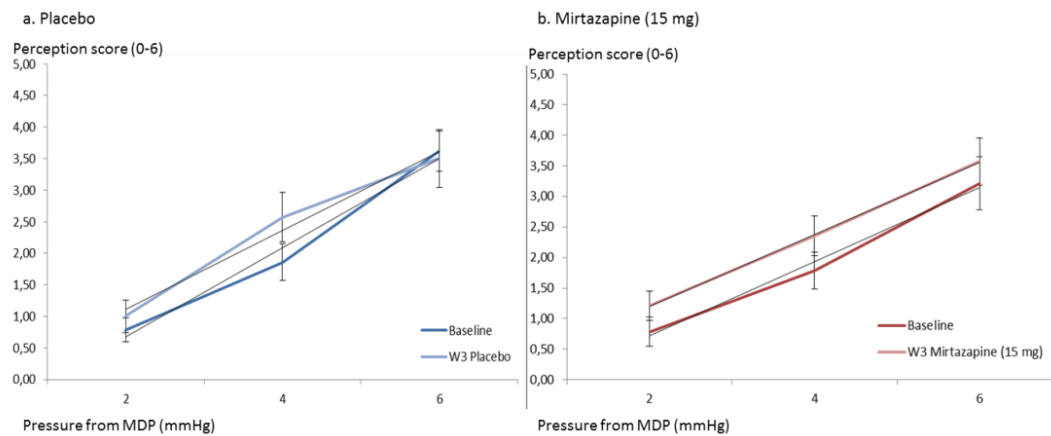 a. Placebo
Perception score (0-6)
5,00
4,50
4,00
3,50
3,00
2,50
2,00
1,50
1,00
0,50
0,00
2
4
6
Baseline
W3 Placebo
Pressure from MDP (mmHg)
b. Mirtazapine (15 mg)
Perception score (0-6)
5,00
4,50
4,00
3,50
3,00
2,50
2,00
1,50
1,00
0,50
0,00
2
4
6
Baseline
W3 Mirtazapine (15 mg)
Pressure from MDP (mmHg)